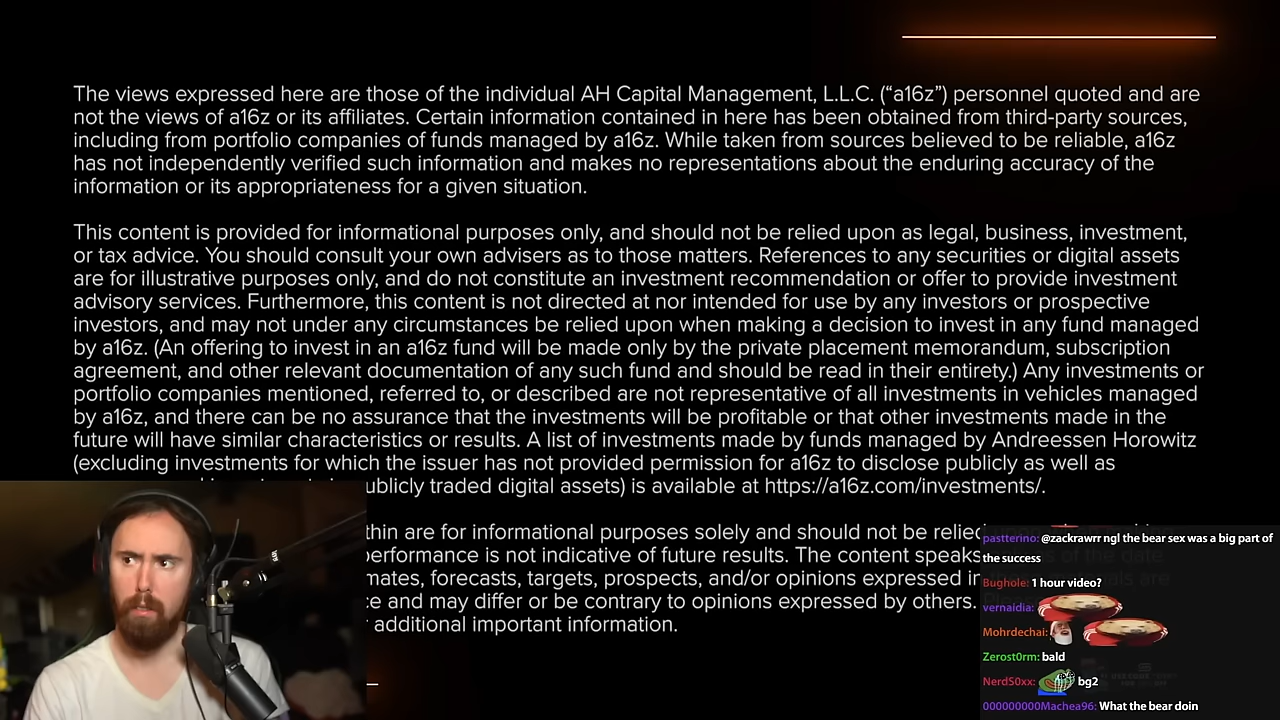 The views expressed here are those of the individual AH Capital Management, L.L.C. (“a16z”) personnel quoted and are
not the views of a16z or its affiliates. Certain information contained in here has been obtained from third-party sources,
including from portfolio companies of funds managed by a16z. While taken from sources believed to be reliable, a16z
has not independently verified such information and makes no representations about the enduring accuracy of the
information or its appropriateness for a given situation.
This content is provided for informational purposes only, and should not be relied upon as legal, business, investment,
or tax advice. You should consult your own advisers as to those matters. References to any securities or digital assets
are for illustrative purposes only, and do not constitute an investment recommendation or offer to provide investment
advisory services. Furthermore, this content is not directed at nor intended for use by any investors or prospective
investors, and may not under any circumstances be relied upon when making a decision to invest in any fund managed
by a16z. (An offering to invest in an a16z fund will be made only by the private placement memorandum, subscription
agreement, and other relevant documentation of any such fund and should be read in their entirety.) Any investments or
portfolio companies mentioned, referred to, or described are not representative of all investments in vehicles managed
by a16z, and there can be no assurance that the investments will be profitable or that other investments made in the
future will have similar characteristics or results. A list of investments made by funds managed by Andreessen Horowitz
(excluding investments for which the issuer has not provided permission for a16z to disclose publicly as well as
ublicly traded digital assets) is available at https://a16z.com/investments/.
thin are for informational purposes solely and should not be relied
performance is not indicative of future results. The content speaks
mates, forecasts, targets, prospects, and/or opinions expressed in
ce and may differ or be contrary to opinions expressed by others.
additional important information.
pastterino: @zackrawrr ngl the bear sex was a big part of
the success
Bughole: 1 hour video?
vernaidia:
Mohrdechai:
Zerost0rm: bald
NerdS0xx: bg2
000000000Machea96: What the bear doin